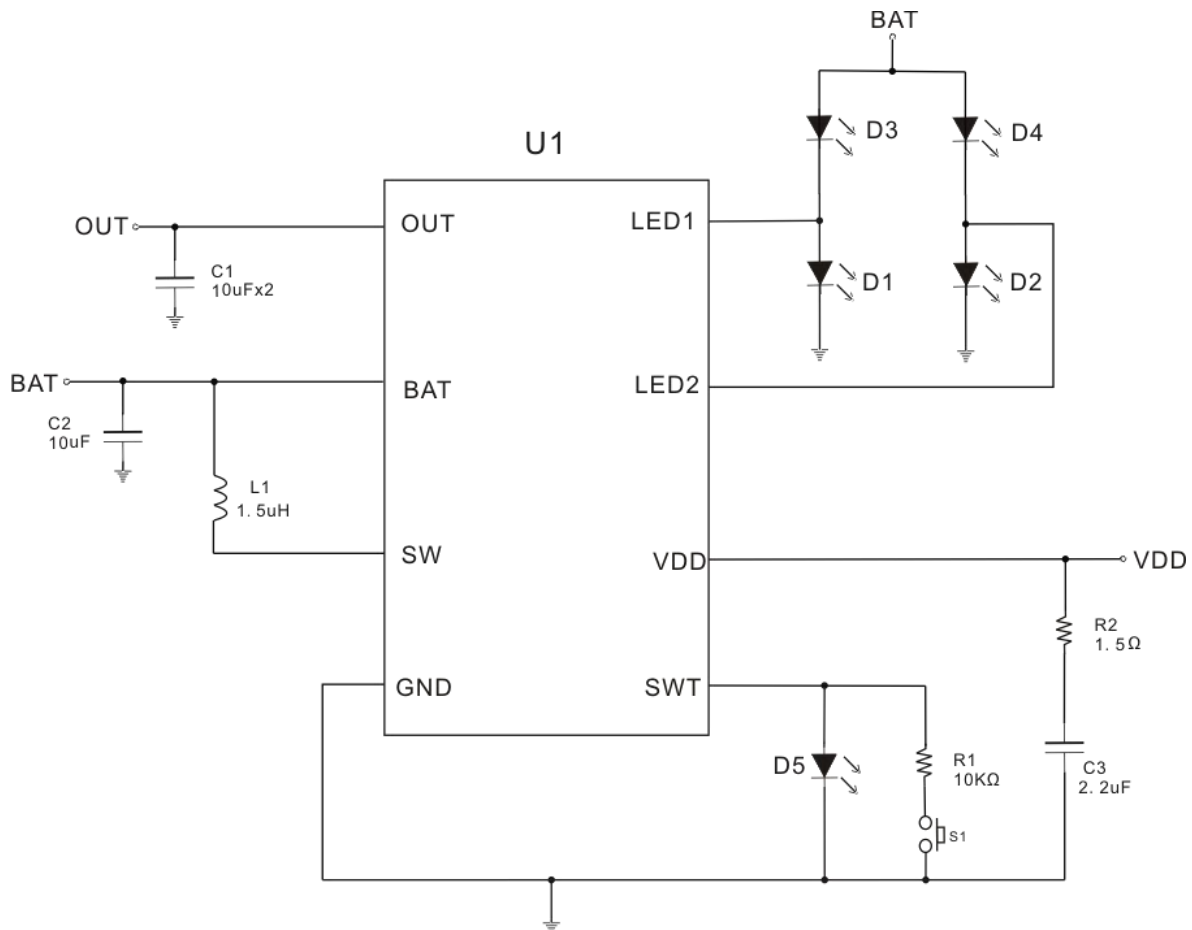 BAT
D3
D4
U1
OUT
OUT
LED1
C1
10uFx2
D1
D2
BAT
BAT
LED2
C2
10uF
L1
1. 5uH
SW
VDD
VDD
R2
1. 5Ω
GND
SWT
D5
R1
10KΩ
C3
2. 2uF
S1